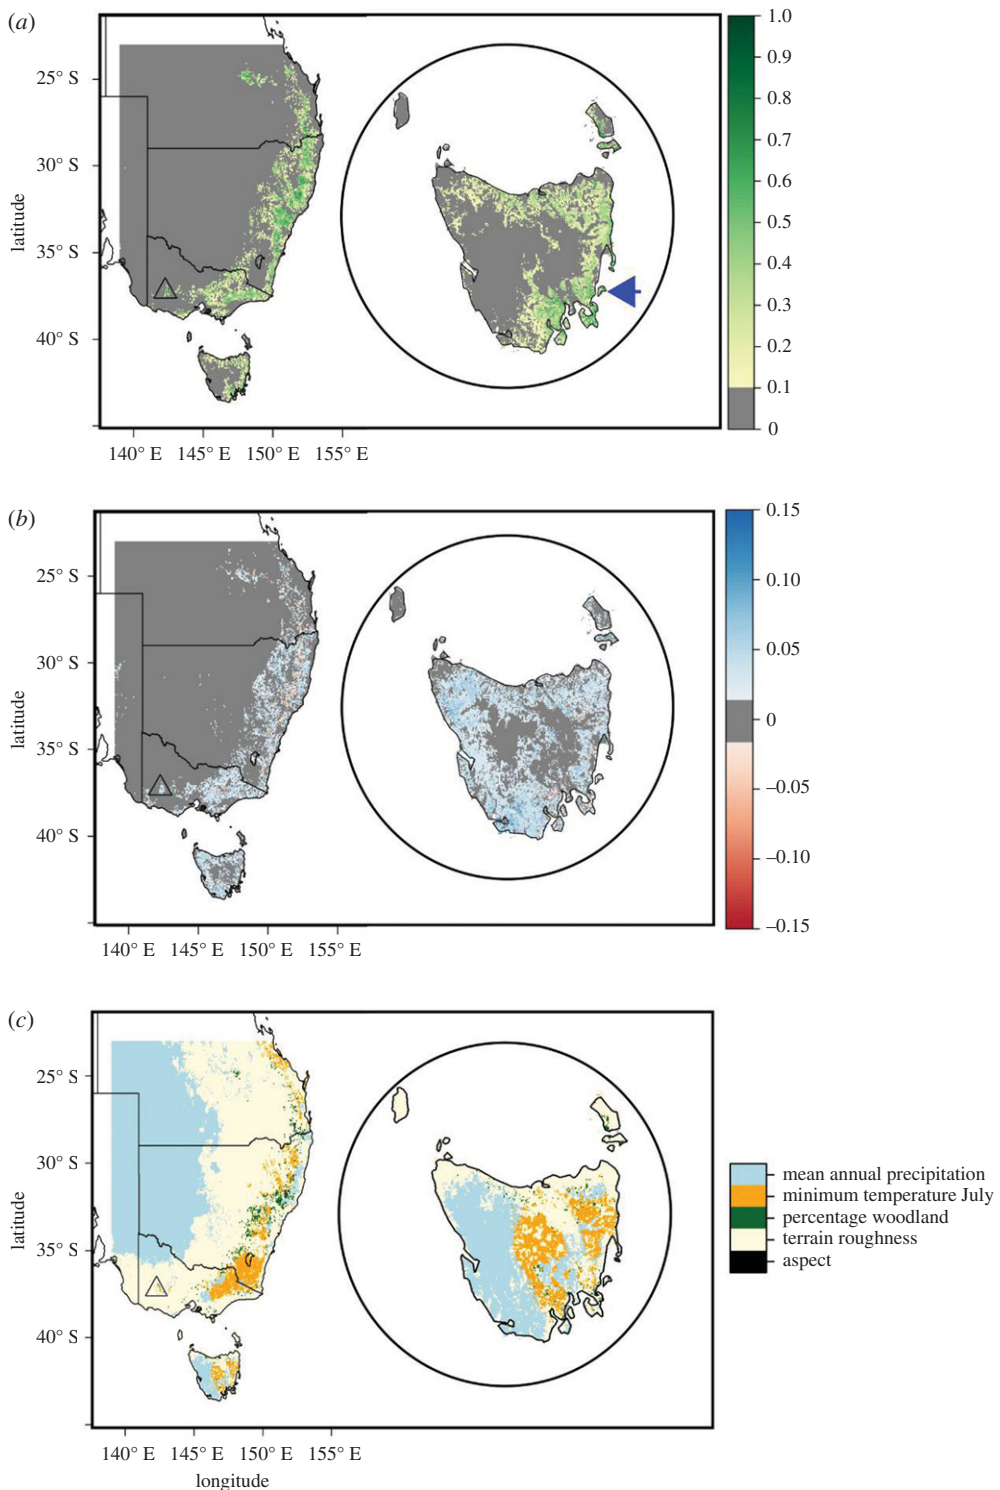 (a)
1.0
0.9
25° S
0.8
0.7
30° S
0.6
latitude
0.5
35° S
0.4
0.3
40° S
0.2
0.1
0
140° E 145° E 150° E 155° E
(b)
0.15
25° S
0.10
30° S
0.05
latitude
0
35° S
–0.05
40° S
–0.10
–0.15
140° E 145° E 150° E 155° E
(c)
25° S
30° S
latitude
35° S
40° S
mean annual precipitation
minimum temperature July
percentage woodland
terrain roughness
aspect
140° E 145° E 150° E 155° E
longitude